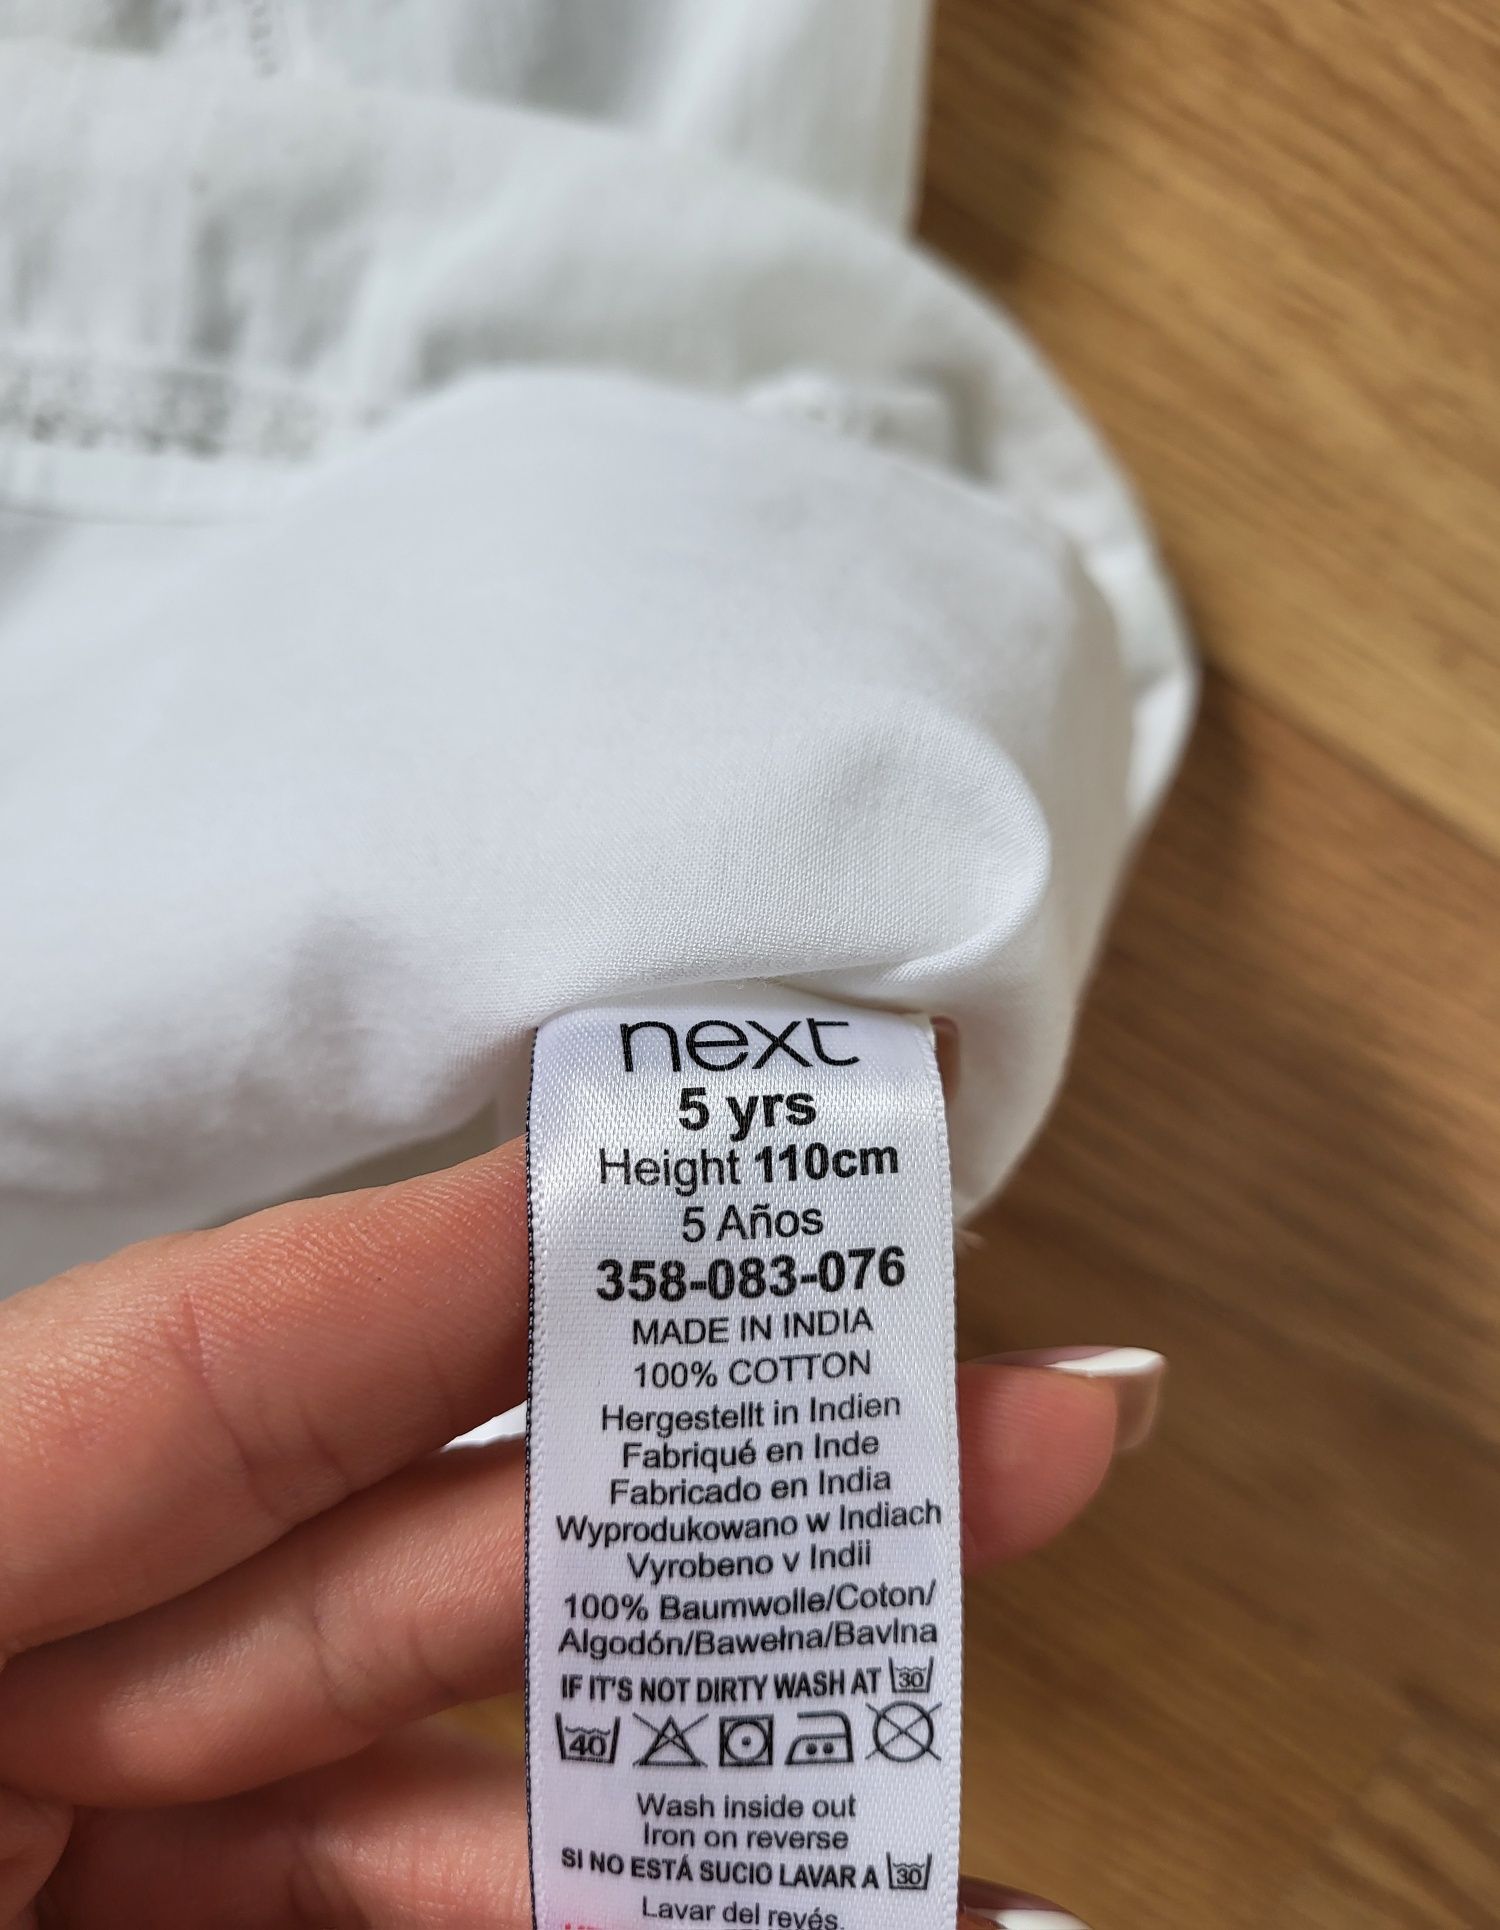 next
5 yrs
Height 110cm
5 Años
358-083-076
MADE IN INDIA
100% COTTON
Hergestellt in Indien
Fabriqué en Inde
Fabricado en India
Wyprodukowano w Indiach
Vyrobeno v Indii
100% Baumwolle/Coton/
Algodón/Bawełna/Bavlna
IF IT'S NOT DIRTY WASH AT 30
40
Wash inside out
Iron on reverse
SI NO ESTÁ SUCIO LAVAR A 30
Lavar del revés.